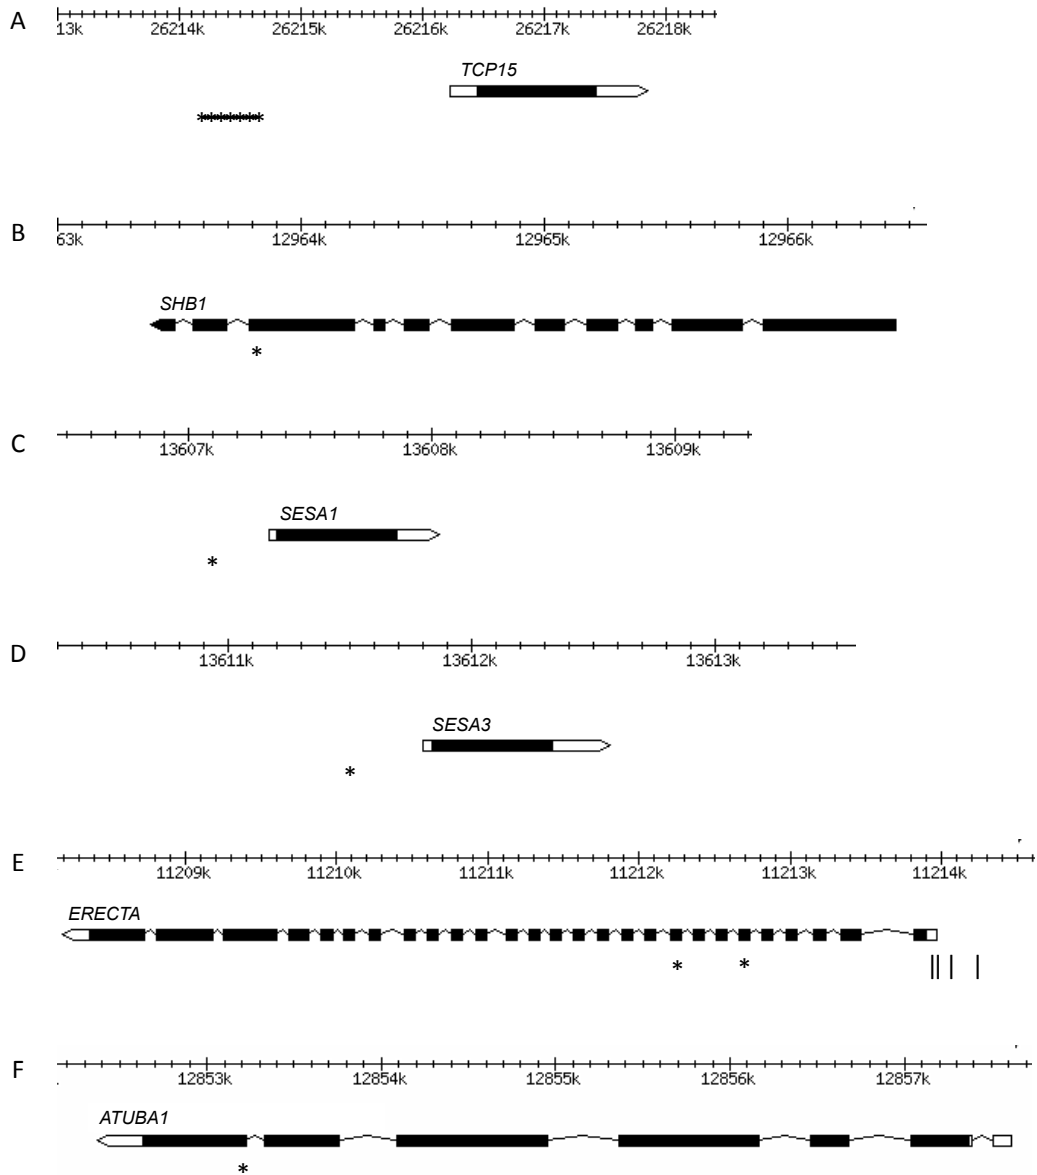 A
13k 26214k 26215k 26216k 26217k 26218k
TCP15
*******
B
63k 12964k 12965k 12966k
SHB1
*
C
13607k 13608k 13609k
SESA1
*
D
13611k 13612k 13613k
SESA3
*
E
11209k 11210k 11211k 11212k 11213k 11214k
ERECTA
* *
F
12853k 12854k 12855k 12856k 12857k
ATUBA1
*